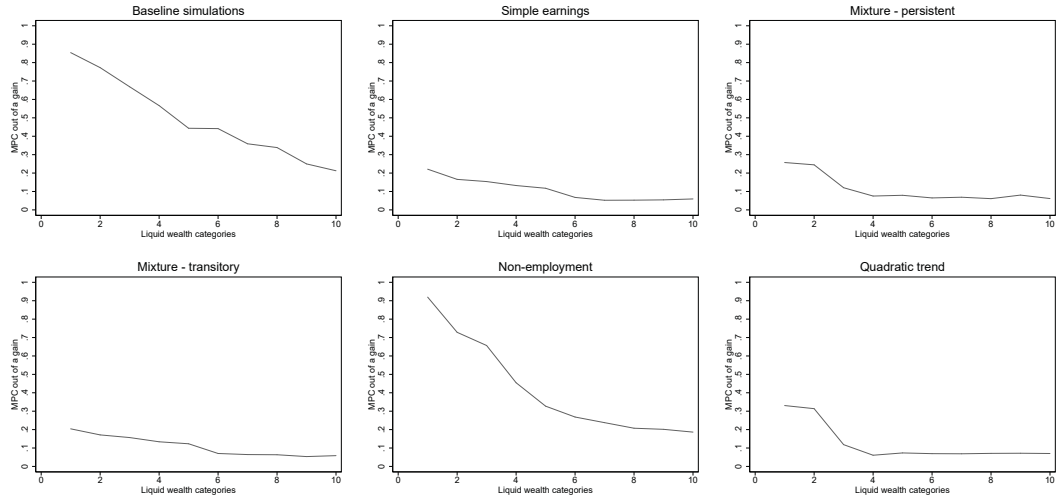 Baseline simulations
MPC out of a gain
0 .1 .2 .3 .4 .5 .6 .7 .8 .9 1
0 2 4 6 8 10
Liquid wealth categories
Simple earnings
MPC out of a gain
0 .1 .2 .3 .4 .5 .6 .7 .8 .9 1
0 2 4 6 8 10
Liquid wealth categories
Mixture - persistent
MPC out of a gain
0 .1 .2 .3 .4 .5 .6 .7 .8 .9 1
0 2 4 6 8 10
Liquid wealth categories
Mixture - transitory
MPC out of a gain
0 .1 .2 .3 .4 .5 .6 .7 .8 .9 1
0 2 4 6 8 10
Liquid wealth categories
Non-employment
MPC out of a gain
0 .1 .2 .3 .4 .5 .6 .7 .8 .9 1
0 2 4 6 8 10
Liquid wealth categories
Quadratic trend
MPC out of a gain
0 .1 .2 .3 .4 .5 .6 .7 .8 .9 1
0 2 4 6 8 10
Liquid wealth categories